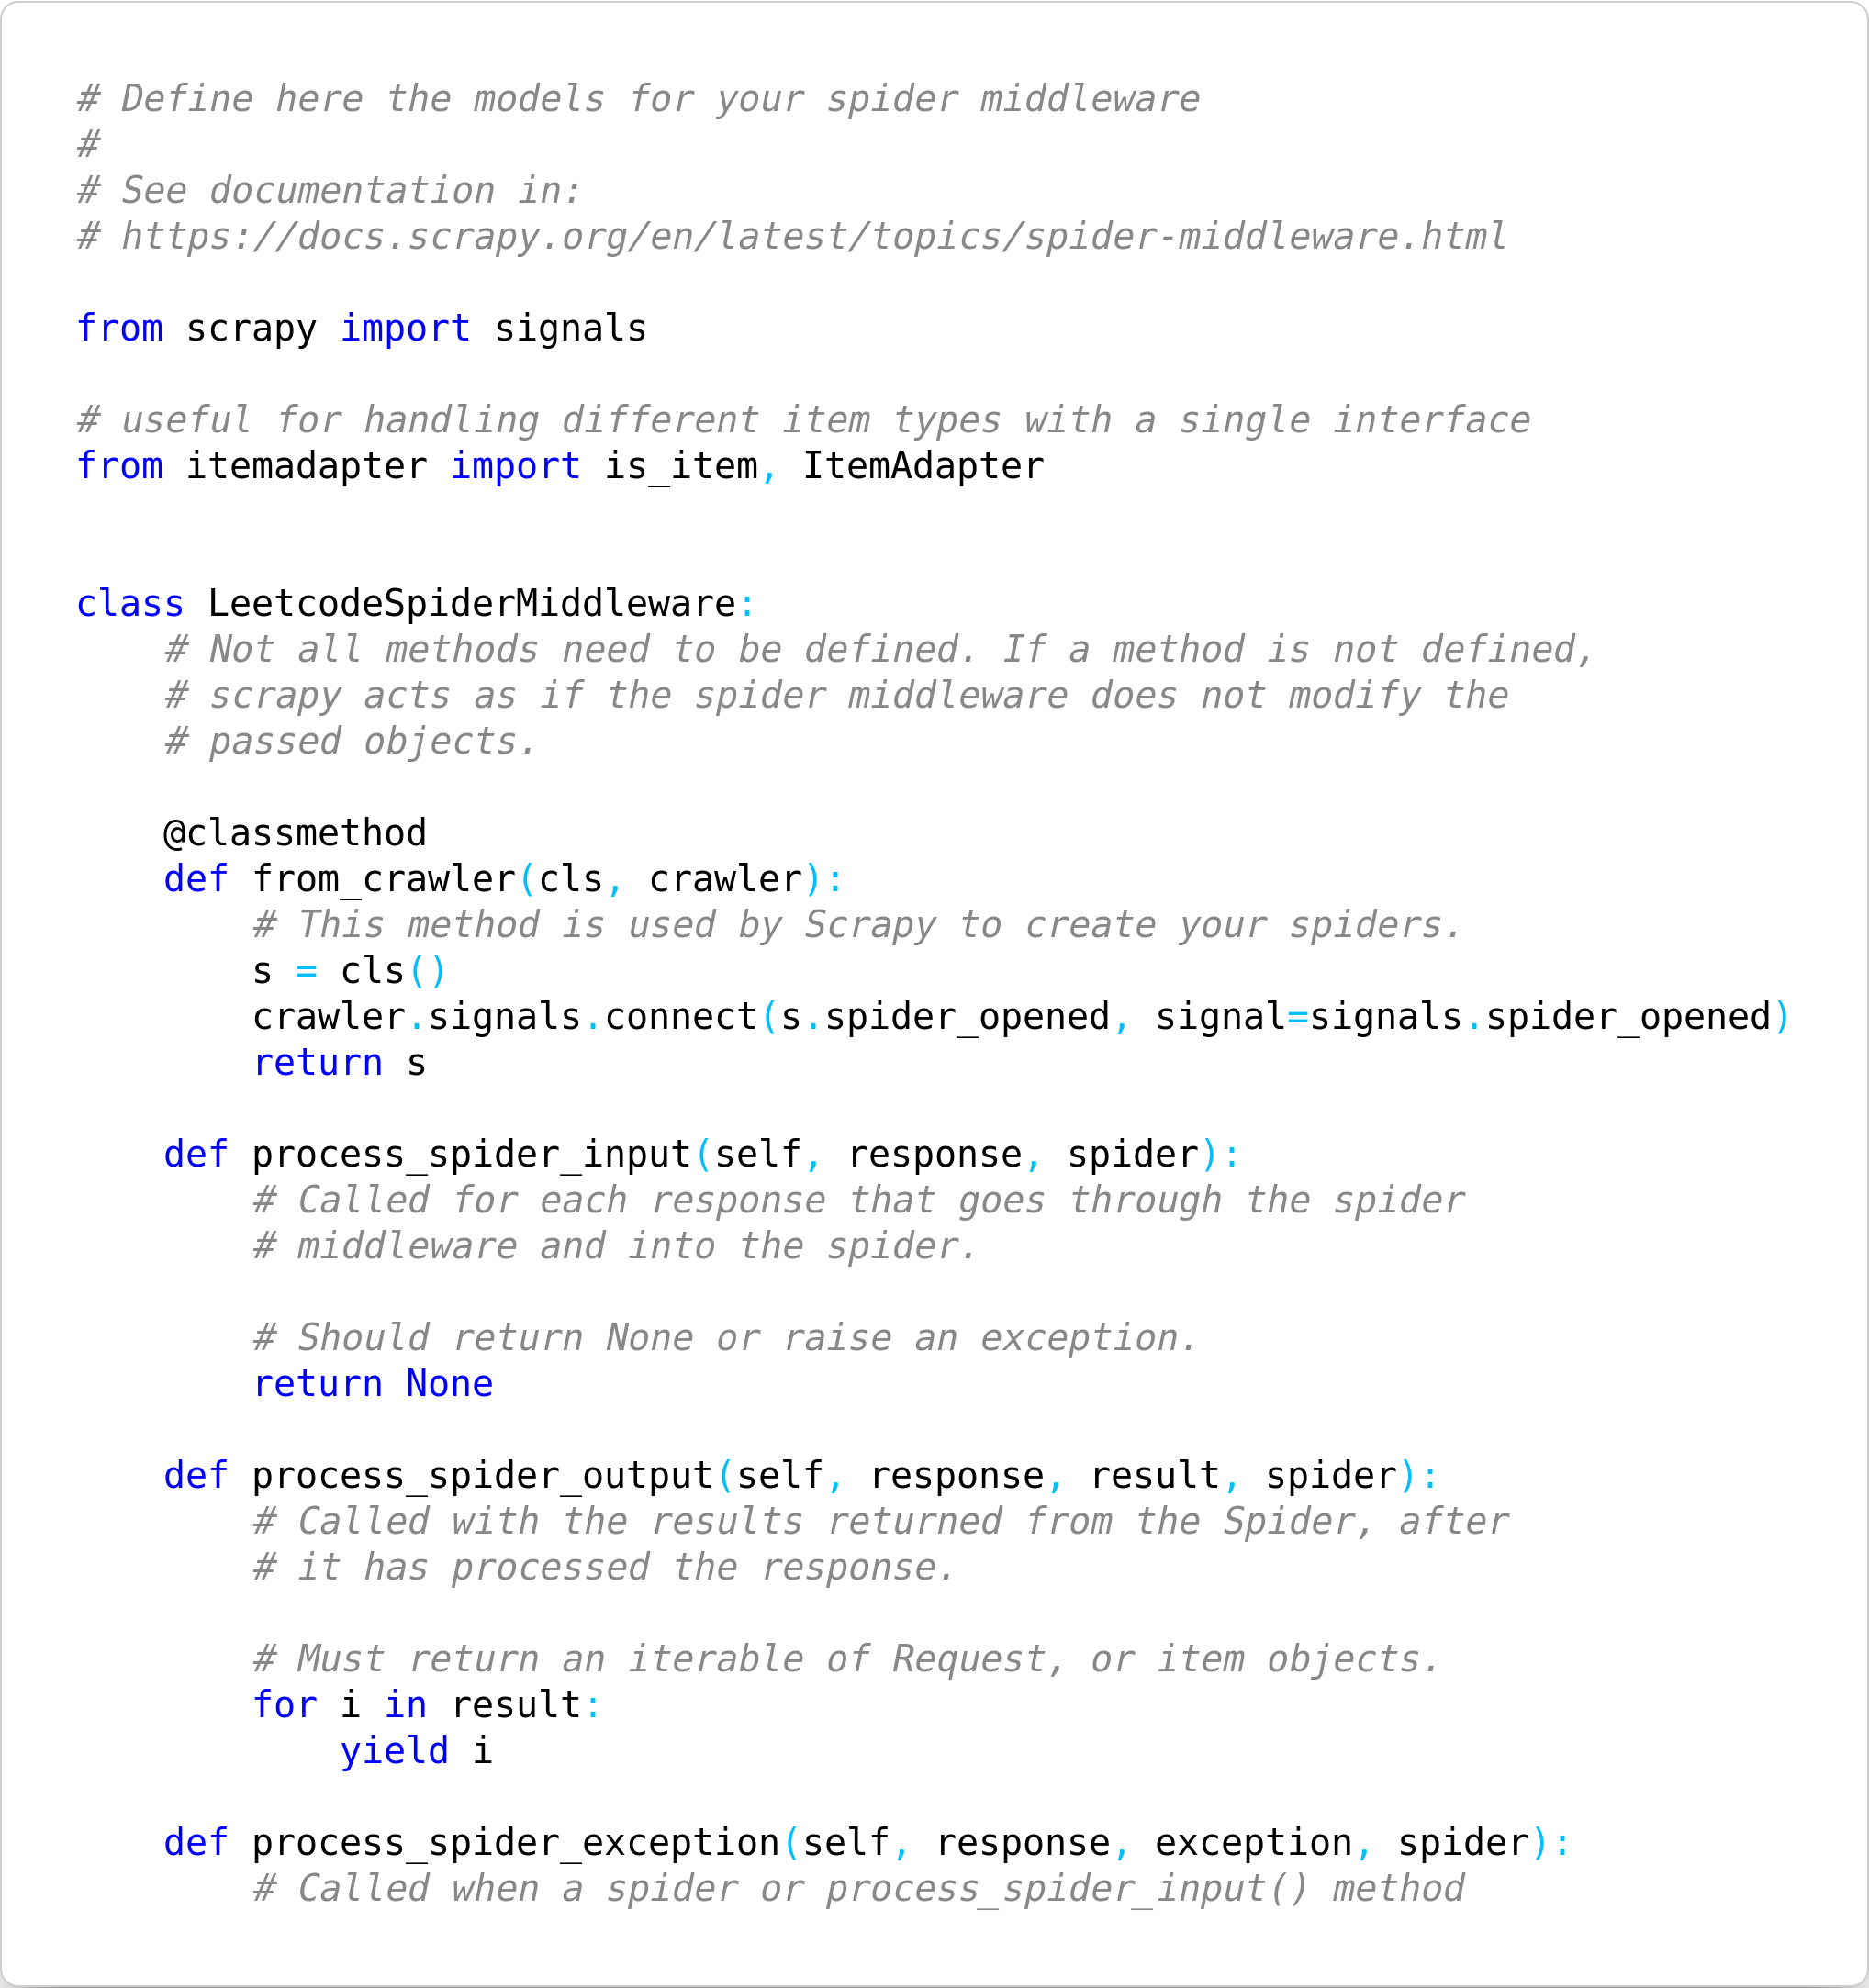 # Define here the models for your spider middleware
#
# See documentation in:
# https://docs.scrapy.org/en/latest/topics/spider-middleware.html

from scrapy import signals

# useful for handling different item types with a single interface
from itemadapter import is_item, ItemAdapter


class LeetcodeSpiderMiddleware:
    # Not all methods need to be defined. If a method is not defined,
    # scrapy acts as if the spider middleware does not modify the
    # passed objects.

    @classmethod
    def from_crawler(cls, crawler):
        # This method is used by Scrapy to create your spiders.
        s = cls()
        crawler.signals.connect(s.spider_opened, signal=signals.spider_opened)
        return s

    def process_spider_input(self, response, spider):
        # Called for each response that goes through the spider
        # middleware and into the spider.

        # Should return None or raise an exception.
        return None

    def process_spider_output(self, response, result, spider):
        # Called with the results returned from the Spider, after
        # it has processed the response.

        # Must return an iterable of Request, or item objects.
        for i in result:
            yield i

    def process_spider_exception(self, response, exception, spider):
        # Called when a spider or process_spider_input() method